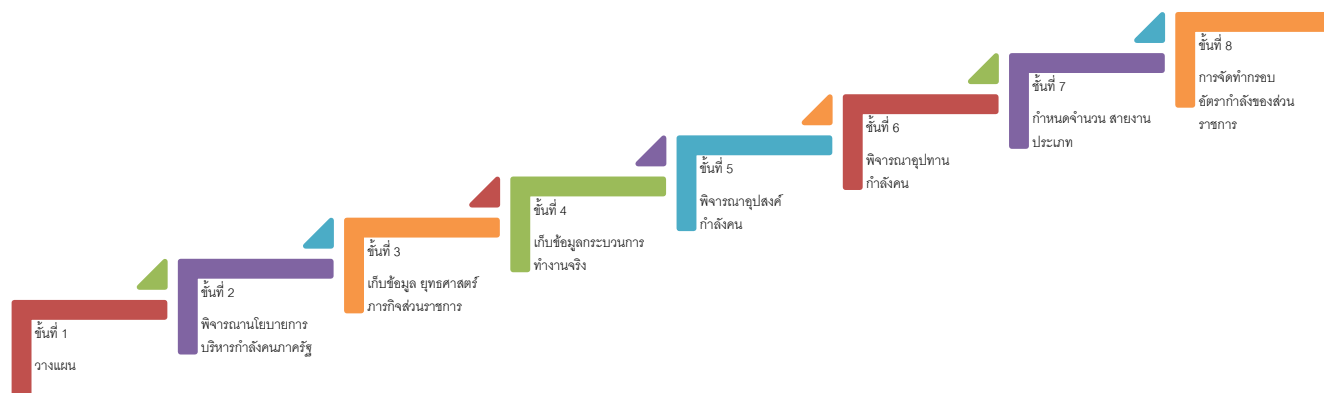 ขั้นที่ 1
วางแผน
ขั้นที่ 2
พิจารณานโยบายการ
บริหารกำลังคนภาครัฐ
ขั้นที่ 3
เก็บข้อมูล ยุทธศาสตร์
ภารกิจส่วนราชการ
ขั้นที่ 4
เก็บข้อมูลกระบวนการ
ทำงานจริง
ขั้นที่ 5
พิจารณาอุปสงค์
กำลังคน
ขั้นที่ 6
พิจารณาอุปทาน
กำลังคน
ขั้นที่ 7
กำหนดจำนวน สายงาน
ประเภท
ขั้นที่ 8
การจัดทำกรอบ
อัตรากำลังของส่วน
ราชการ